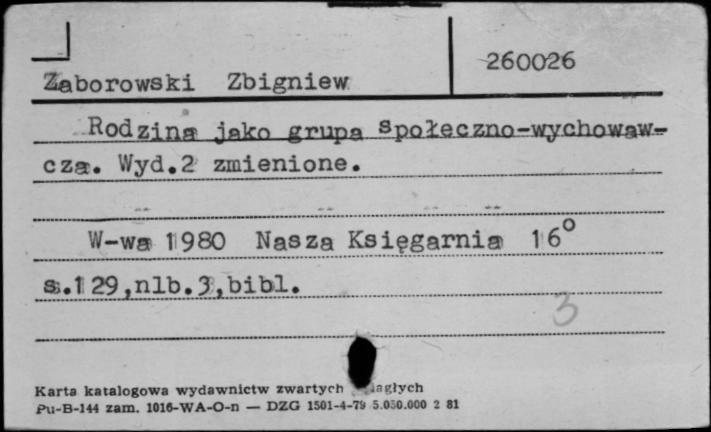 260026
Zaborowski Zbigniew
Rodzina jako grupa społeczno-wychowaw-
cza. Wyd.2 zmienione.
W-wa 1980 Nasza Księgarnia 16°
s.129,nlb.3,bibl.
3
Karta katalogowa wydawnictw zwartych
Pu-B-144 zam. 1016-WA-O-n — DZG 1501-4-79 5.050.000 2 81